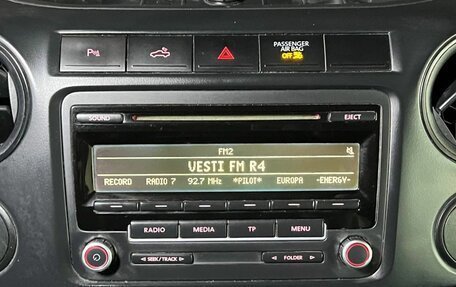 PASSENGER
AIR BAG
OFF
SOUND EJECT
FM2
VESTI FM R4
RECORD RADIO 7 92.7 MHz *PILOT* EUROPA -ENERGY-
RADIO MEDIA TP MENU
SEEK/TRACK FOLDER